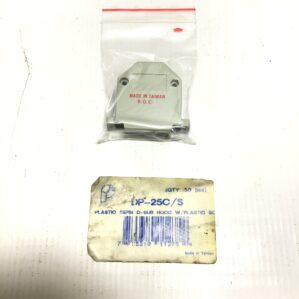 MADE IN TAIWAN
R.O.C.
QTY 50
DP-25C/S
PLASTIC 25PIN D-SUB HOOD W/PLASTIC
Made in Taiwan